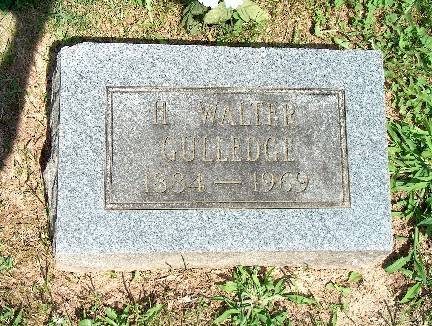 H. WALTER
GULLEDGE
1884 — 1969